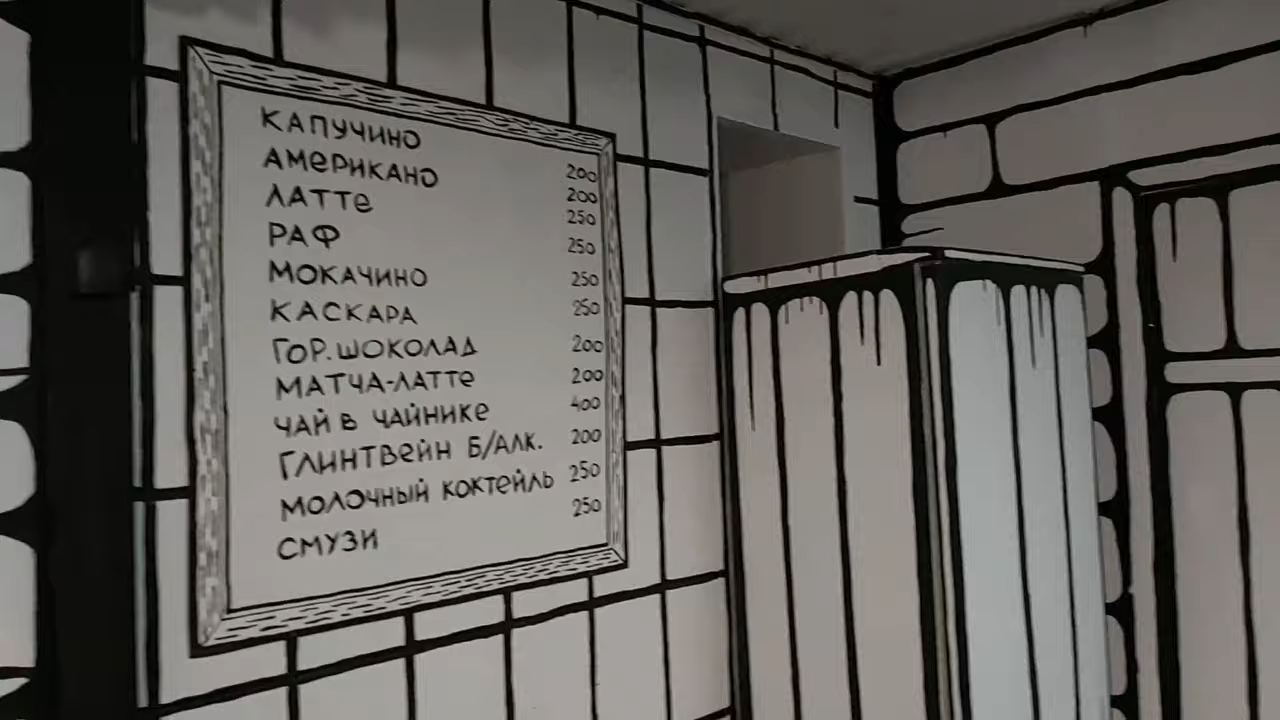 КАПУЧИНО 200
АМЕРИКАНО 200
ЛАТТЕ 250
РАФ 250
МОКАЧИНО 250
КАСКАРА 250
ГОР.ШОКОЛАД 200
МАТЧА-ЛАТТЕ 200
ЧАЙ В ЧАЙНИКЕ 400
ГЛИНТВЕЙН Б/АЛК. 200
МОЛОЧНЫЙ КОКТЕЙЛЬ 250
СМУЗИ 250